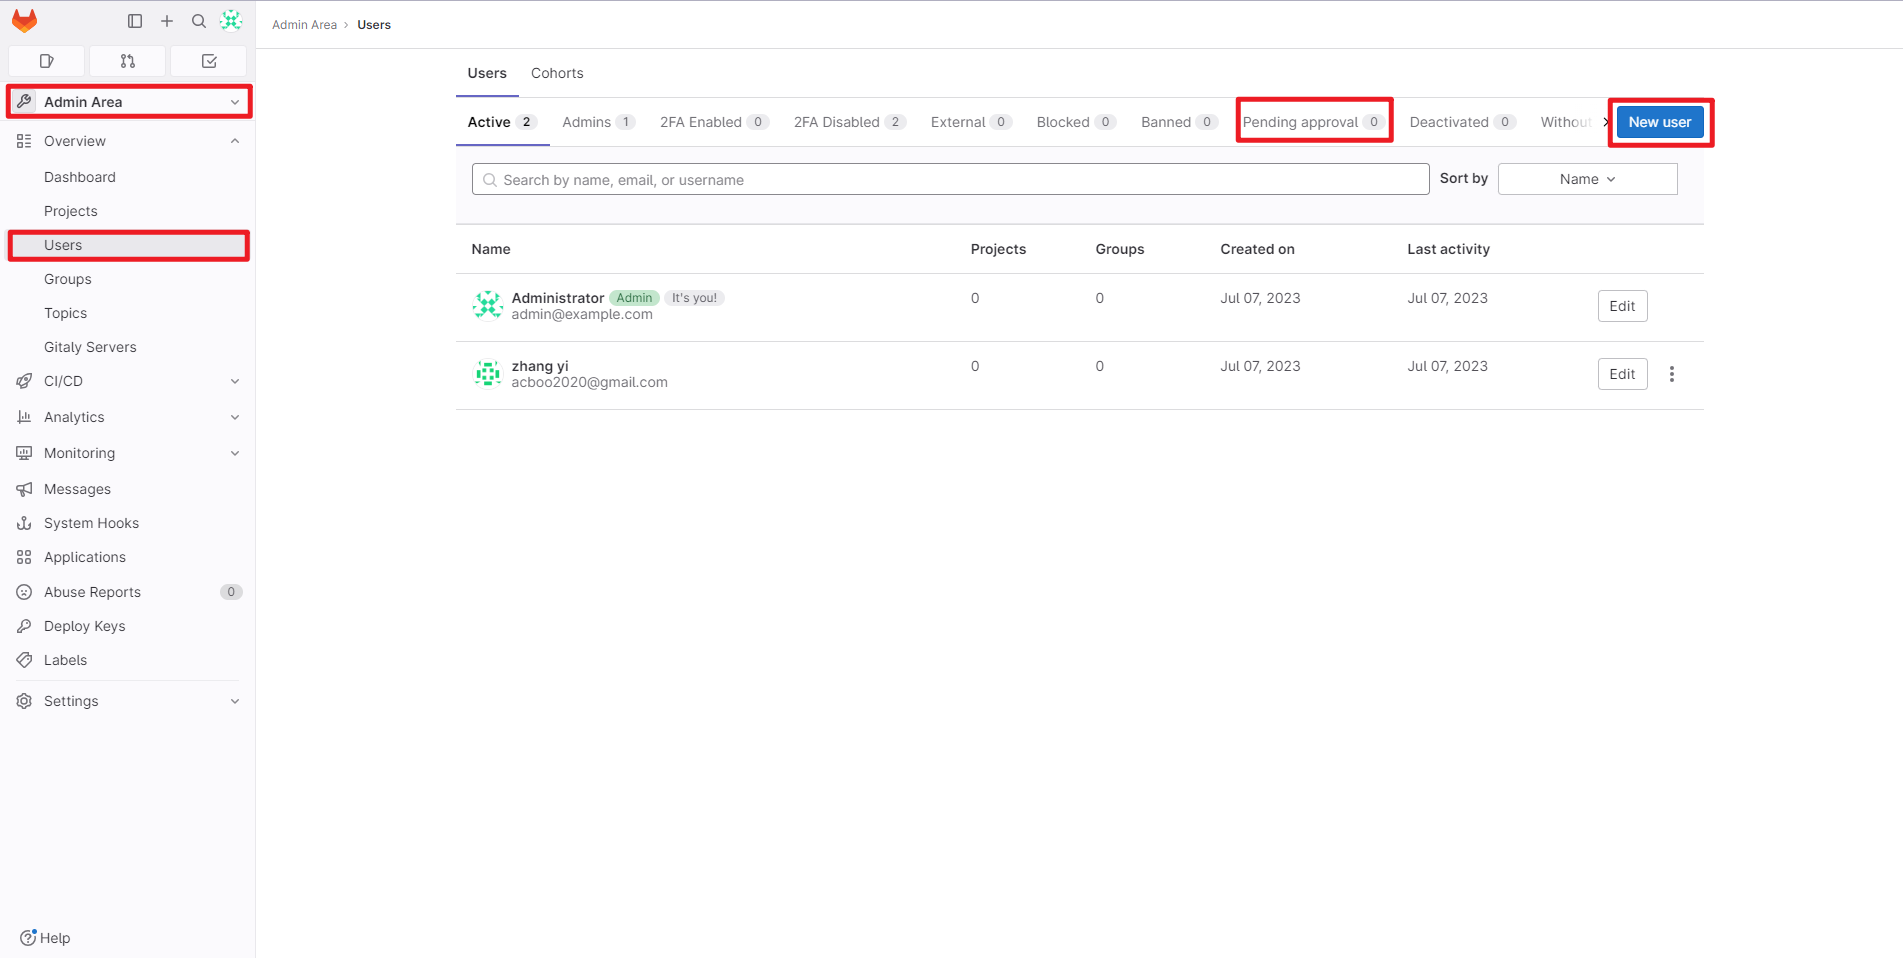 Admin Area › Users
Admin Area
Overview
Dashboard
Projects
Users
Groups
Topics
Gitaly Servers
CI/CD
Analytics
Monitoring
Messages
System Hooks
Applications
Abuse Reports 0
Deploy Keys
Labels
Settings
Help
Users Cohorts
Active 2 Admins 1 2FA Enabled 0 2FA Disabled 2 External 0 Blocked 0 Banned 0 Pending approval 0 Deactivated 0 Without New user
Search by name, email, or username Sort by Name
Name Projects Groups Created on Last activity
Administrator Admin It's you! 0 0 Jul 07, 2023 Jul 07, 2023 Edit
admin@example.com
zhang yi 0 0 Jul 07, 2023 Jul 07, 2023 Edit
acboo2020@gmail.com